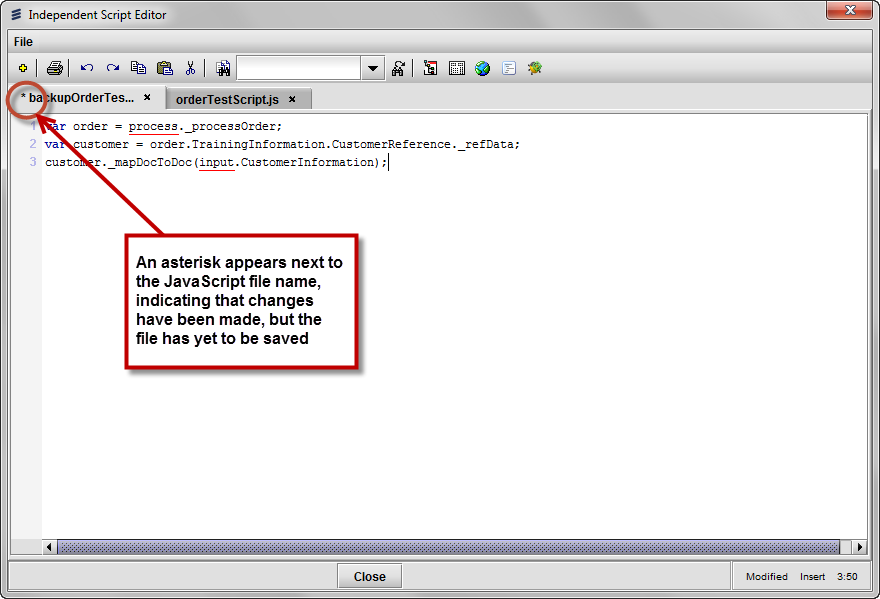 Independent Script Editor
File
* backupOrderTes... × orderTestScript.js ×
1 var order = process._processOrder;
2 var customer = order.TrainingInformation.CustomerReference._refData;
3 customer._mapDocToDoc(input.CustomerInformation);
An asterisk appears next to
the JavaScript file name,
indicating that changes
have been made, but the
file has yet to be saved
Close
Modified Insert 3:50